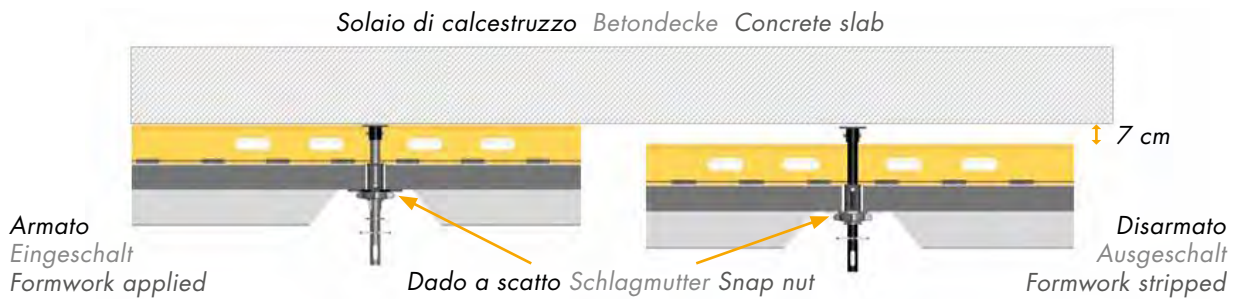 Solaio di calcestruzzo Betondecke Concrete slab
7 cm
Armato
Eingeschalt
Formwork applied
Dado a scatto Schlagmutter Snap nut
Disarmato
Ausgeschalt
Formwork stripped